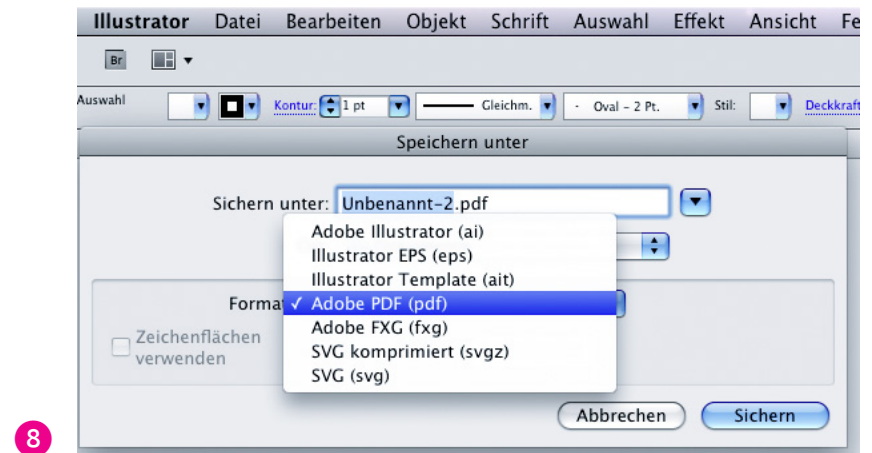 Illustrator Datei Bearbeiten Objekt Schrift Auswahl Effekt Ansicht Fe
Br
Auswahl Kontur: 1 pt Gleichm. - Oval – 2 Pt. Stil: Deckkraft
Speichern unter
Sichern unter: Unbenannt-2.pdf
Adobe Illustrator (ai)
Illustrator EPS (eps)
Illustrator Template (ait)
Forma ✓ Adobe PDF (pdf)
Adobe FXG (fxg)
Zeichenflächen
verwenden
SVG komprimiert (svgz)
SVG (svg)
Abbrechen Sichern
8